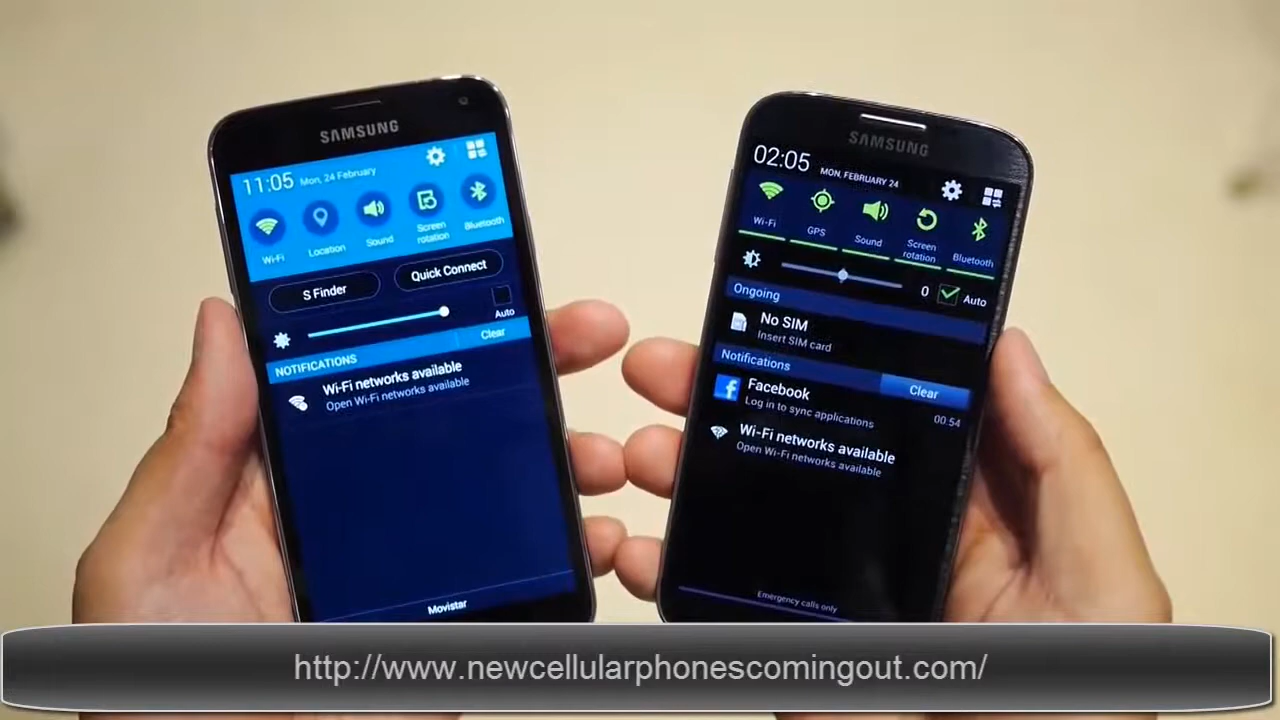 SAMSUNG
11:05 Mon, 24 February
Wi-Fi
Location
Sound
Screen
rotation
Bluetooth
S Finder
Quick Connect
Auto
NOTIFICATIONS
Clear
Wi-Fi networks available
Open Wi-Fi networks available
Movistar
SAMSUNG
02:05 MON, FEBRUARY 24
Wi-Fi
GPS
Sound
Screen
rotation
Bluetooth
0
Auto
Ongoing
No SIM
Insert SIM card
Notifications
Clear
Facebook
Log in to sync applications
00:54
Wi-Fi networks available
Open Wi-Fi networks available
Emergency calls only
http://www.newcellularphonescomingout.com/